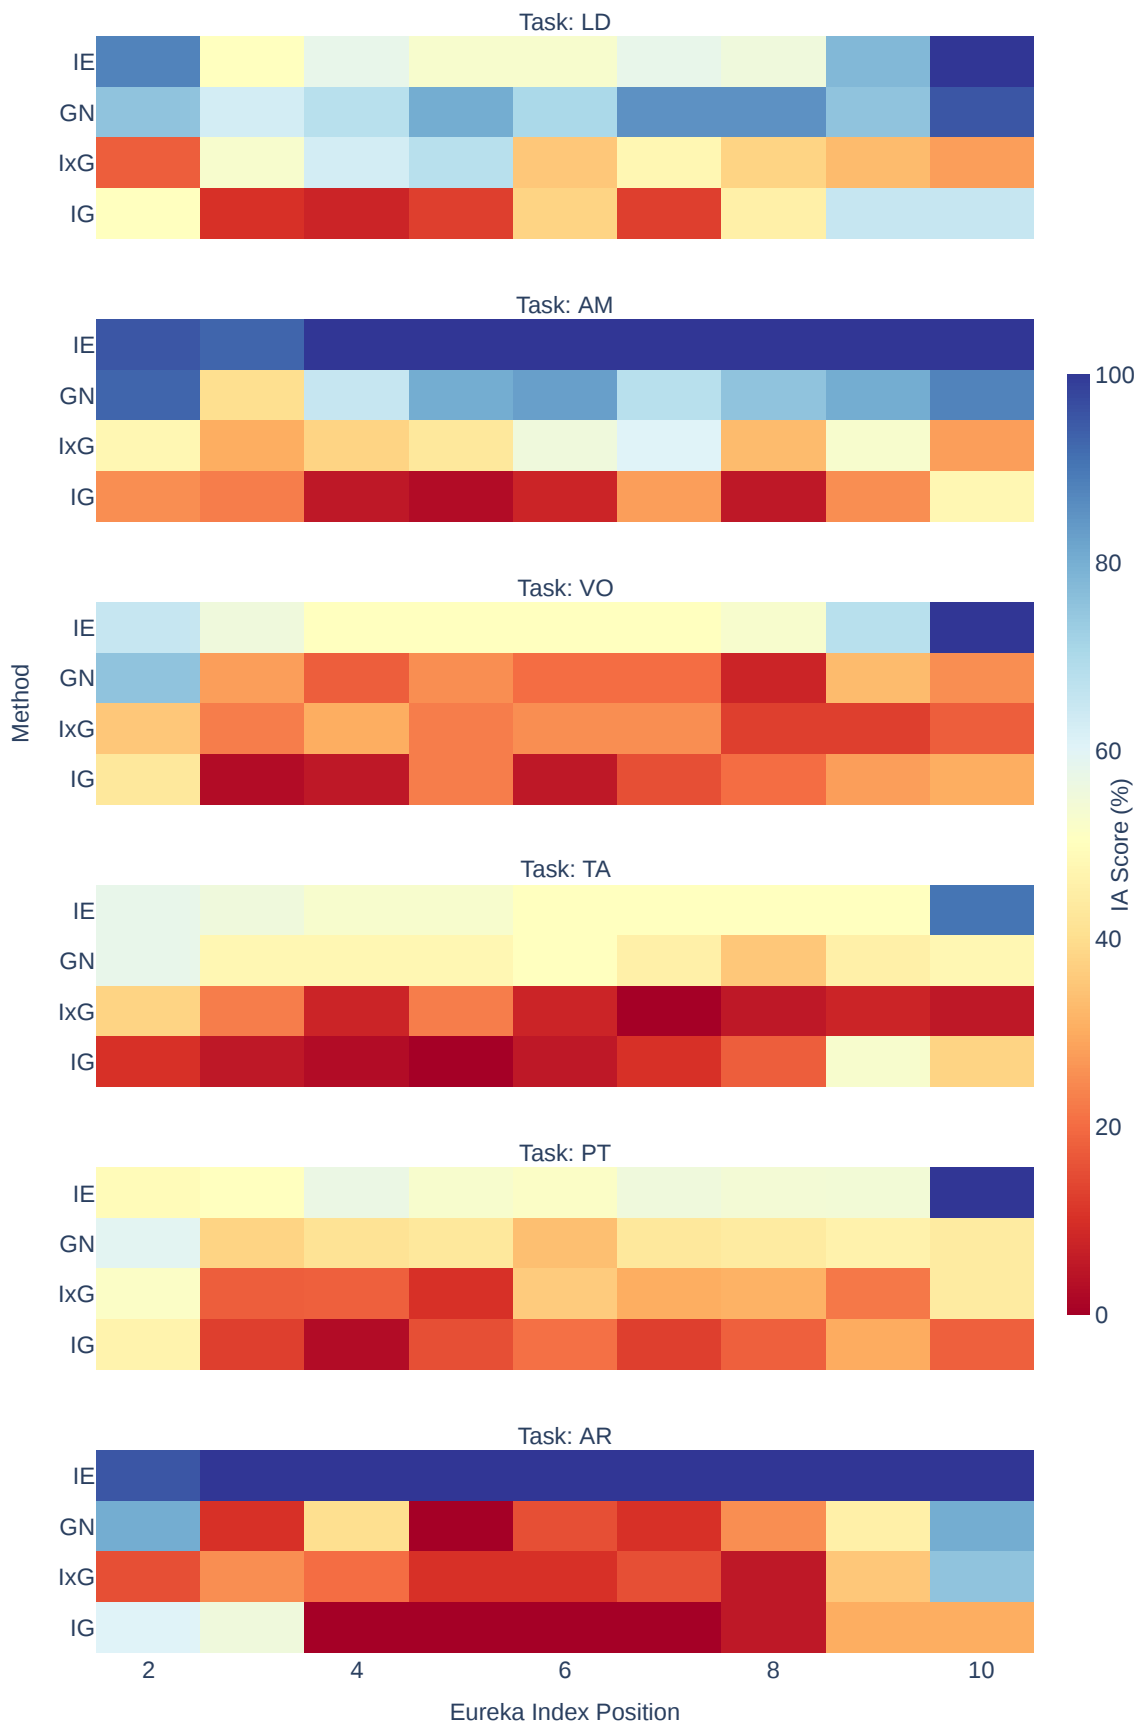 Task: LD
IE
GN
IxG
IG
Task: AM
IE
GN
IxG
IG
Task: VO
IE
GN
IxG
IG
Task: TA
IE
GN
IxG
IG
Task: PT
IE
GN
IxG
IG
Task: AR
IE
GN
IxG
IG
2 4 6 8 10
Eureka Index Position
Method
100
80
60
40
20
0
IA Score (%)